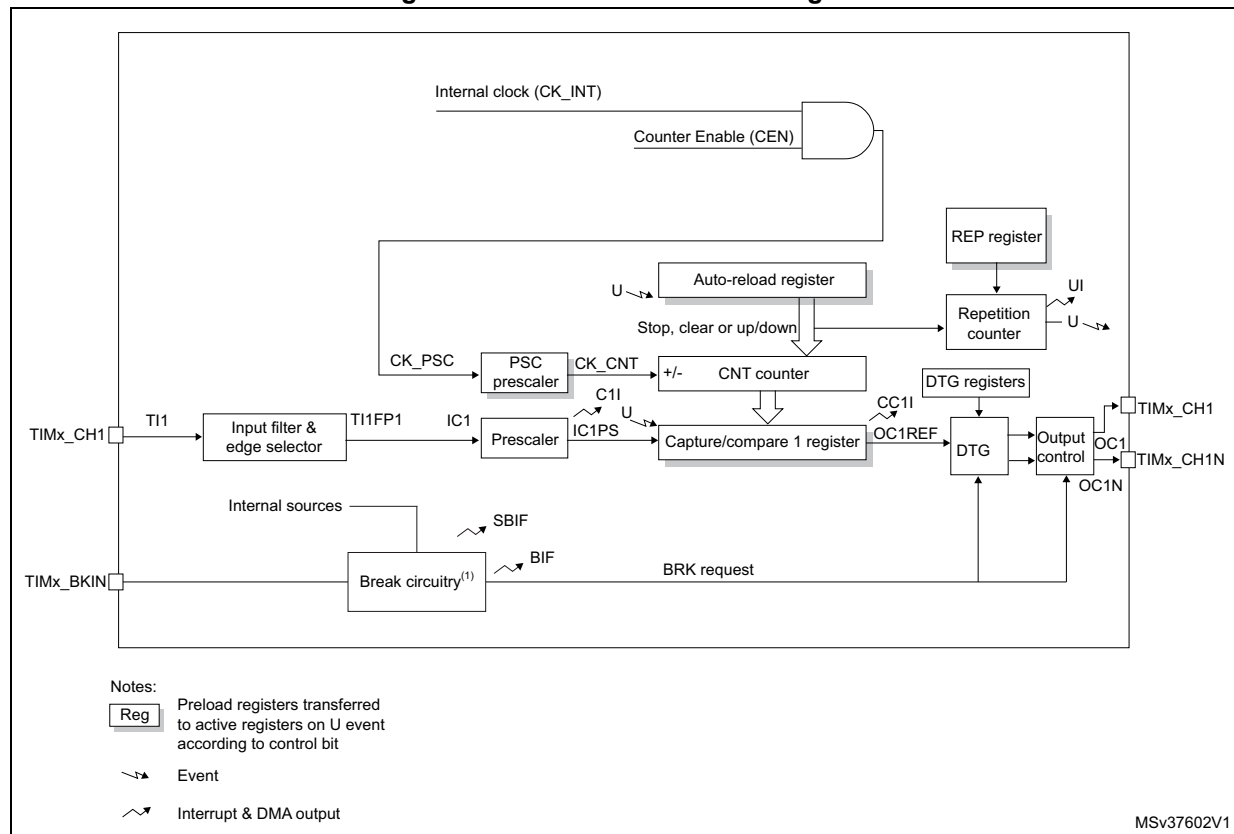 Internal clock (CK_INT)
Counter Enable (CEN)
REP register
Auto-reload register
U
UI
Repetition
counter
U
Stop, clear or up/down
CK_PSC
PSC
prescaler
CK_CNT
+/-
CNT counter
DTG registers
TIMx_CH1
TI1
Input filter &
edge selector
TI1FP1
IC1
Prescaler
C1I
IC1PS
U
Capture/compare 1 register
CC1I
OC1REF
DTG
Output
control
OC1
OC1N
TIMx_CH1
TIMx_CH1N
Internal sources
SBIF
BIF
TIMx_BKIN
Break circuitry(1)
BRK request
Notes:
Reg
Preload registers transferred
to active registers on U event
according to control bit
Event
Interrupt & DMA output
MSv37602V1